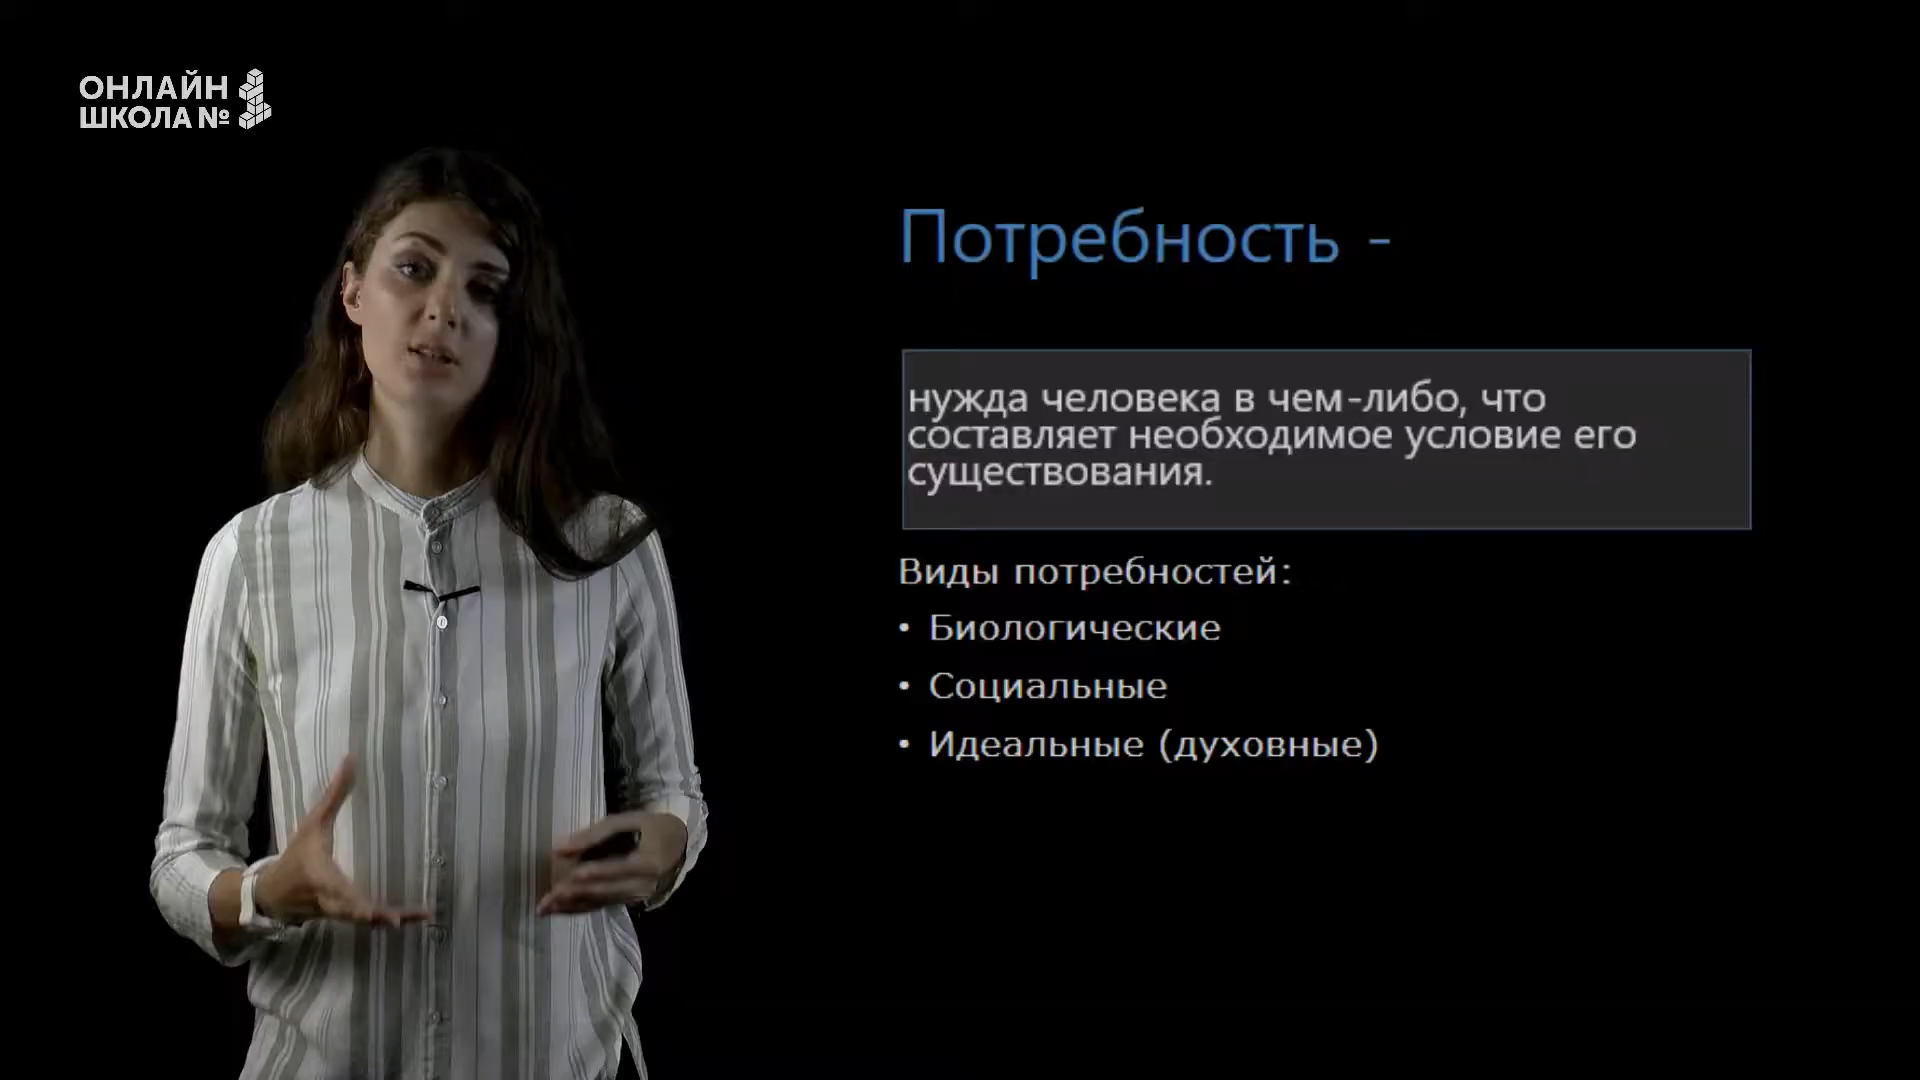 ОНЛАЙН
ШКОЛА №
Потребность -
нужда человека в чем-либо, что
составляет необходимое условие его
существования.
Виды потребностей:
• Биологические
• Социальные
• Идеальные (духовные)